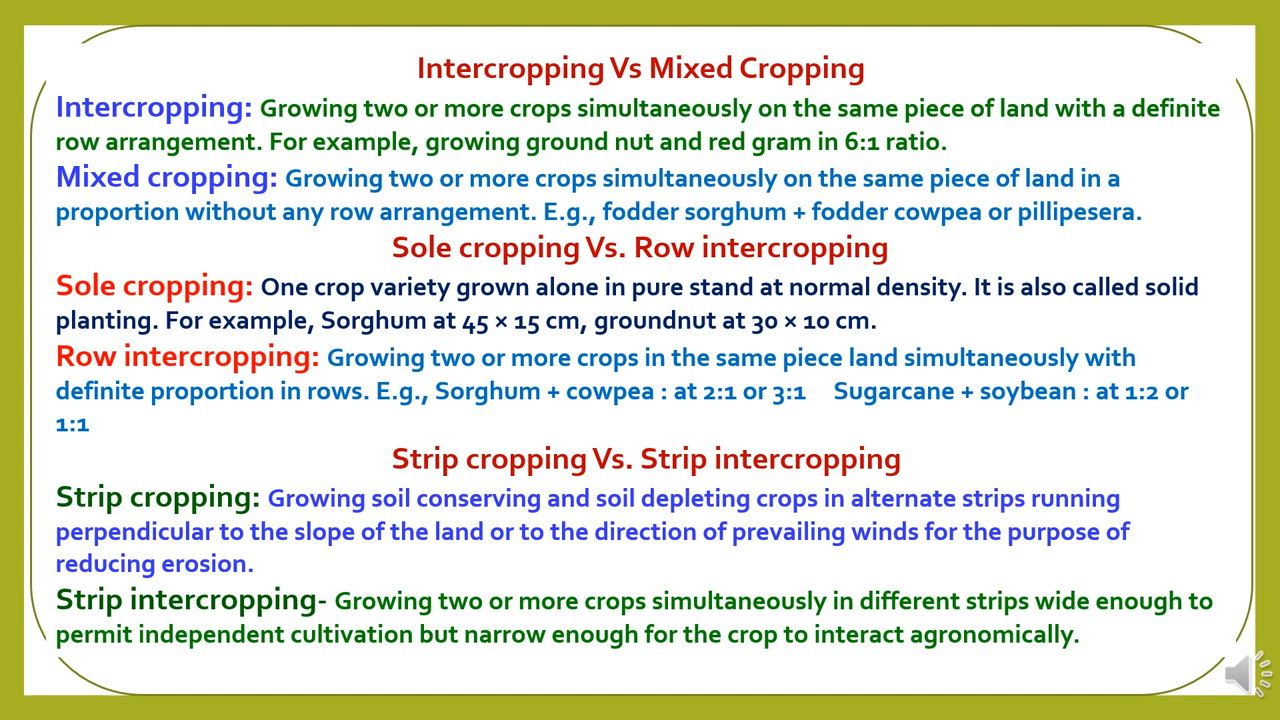 Intercropping Vs Mixed Cropping
Intercropping: Growing two or more crops simultaneously on the same piece of land with a definite
row arrangement. For example, growing ground nut and red gram in 6:1 ratio.
Mixed cropping: Growing two or more crops simultaneously on the same piece of land in a
proportion without any row arrangement. E.g., fodder sorghum + fodder cowpea or pillipesera.
Sole cropping Vs. Row intercropping
Sole cropping: One crop variety grown alone in pure stand at normal density. It is also called solid
planting. For example, Sorghum at 45 × 15 cm, groundnut at 30 × 10 cm.
Row intercropping: Growing two or more crops in the same piece land simultaneously with
definite proportion in rows. E.g., Sorghum + cowpea : at 2:1 or 3:1 Sugarcane + soybean : at 1:2 or
1:1
Strip cropping Vs. Strip intercropping
Strip cropping: Growing soil conserving and soil depleting crops in alternate strips running
perpendicular to the slope of the land or to the direction of prevailing winds for the purpose of
reducing erosion.
Strip intercropping- Growing two or more crops simultaneously in different strips wide enough to
permit independent cultivation but narrow enough for the crop to interact agronomically.